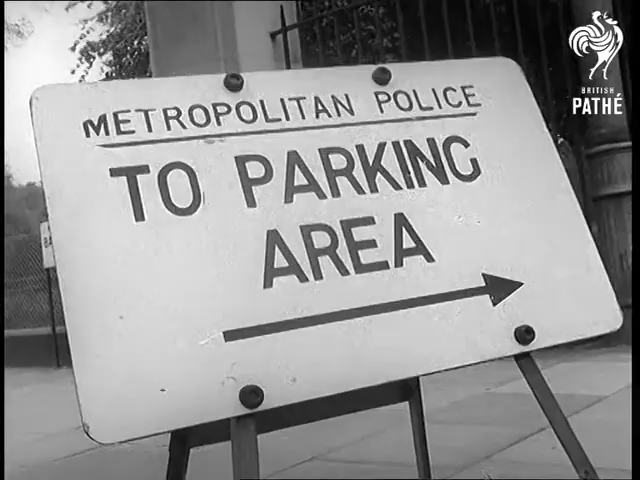 METROPOLITAN POLICE
TO PARKING
AREA
BRITISH
PATHÉ